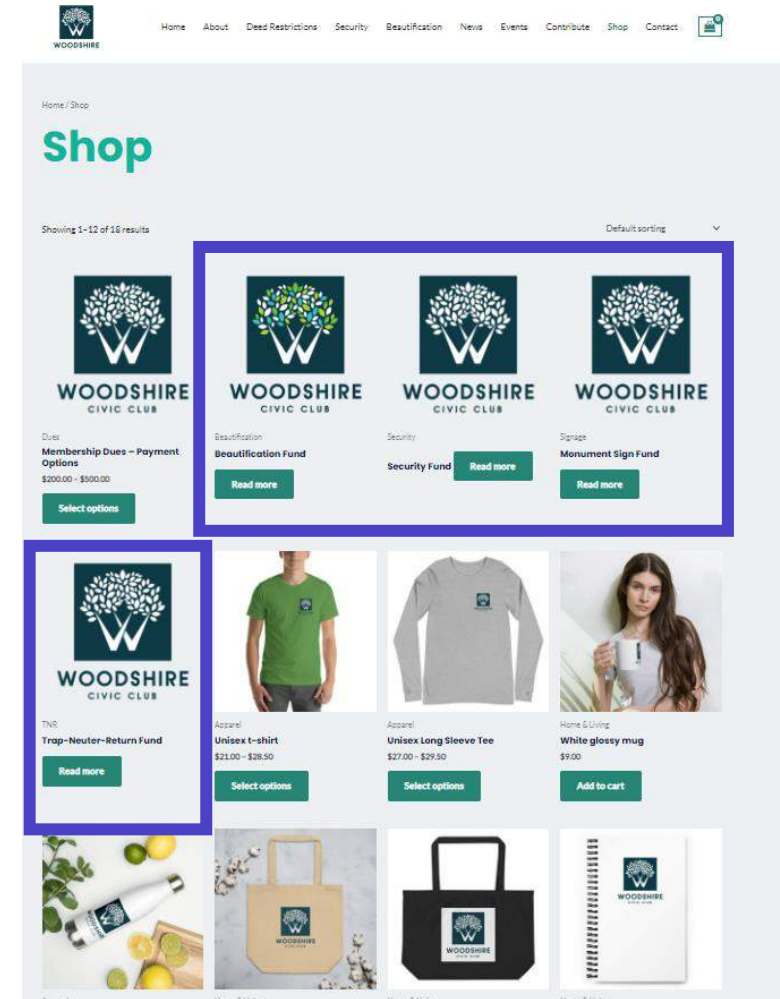 WOODSHIRE
Home About Deed Restrictions Security Beautification News Events Contribute Shop Contact 0
Home / Shop
Shop
Showing 1–12 of 18 results
Default sorting
WOODSHIRE CIVIC CLUB
WOODSHIRE CIVIC CLUB
WOODSHIRE CIVIC CLUB
WOODSHIRE CIVIC CLUB
Dues
Membership Dues – Payment
Options
$200.00 – $500.00
Select options
Beautification
Beautification Fund
Read more
Security
Security Fund Read more
Signage
Monument Sign Fund
Read more
WOODSHIRE
CIVIC CLUB
TNR
Trap-Neuter-Return Fund
Read more
Apparel
Unisex t-shirt
$21.00 – $28.50
Select options
Apparel
Unisex Long Sleeve Tee
$27.00 – $29.50
Select options
Home & Living
White glossy mug
$9.00
Add to cart
WOODSHIRE
WOODSHIRE
WOODSHIRE